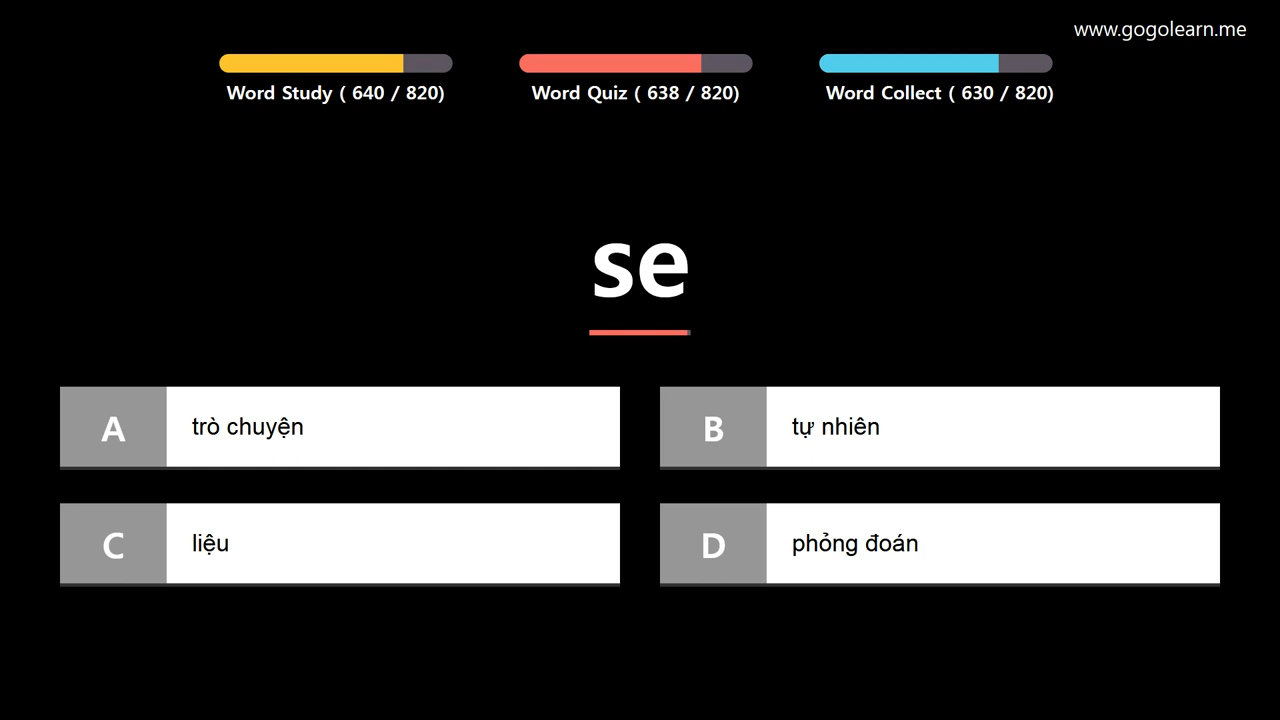 www.gogolearn.me
Word Study ( 640 / 820)
Word Quiz ( 638 / 820)
Word Collect ( 630 / 820)
se
A
trò chuyện
B
tự nhiên
C
liệu
D
phỏng đoán